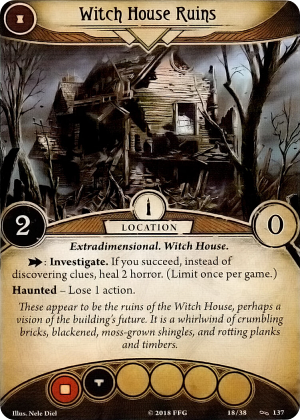 Witch House Ruins
2
LOCATION
0
Extradimensional. Witch House.
: Investigate. If you succeed, instead of
discovering clues, heal 2 horror. (Limit once per game.)
Haunted – Lose 1 action.
These appear to be the ruins of the Witch House, perhaps a
vision of the building's future. It is a whirlwind of crumbling
bricks, blackened, moss-grown shingles, and rotting planks
and timbers.
Illus. Nele Diel
© 2018 FFG
18/38
137